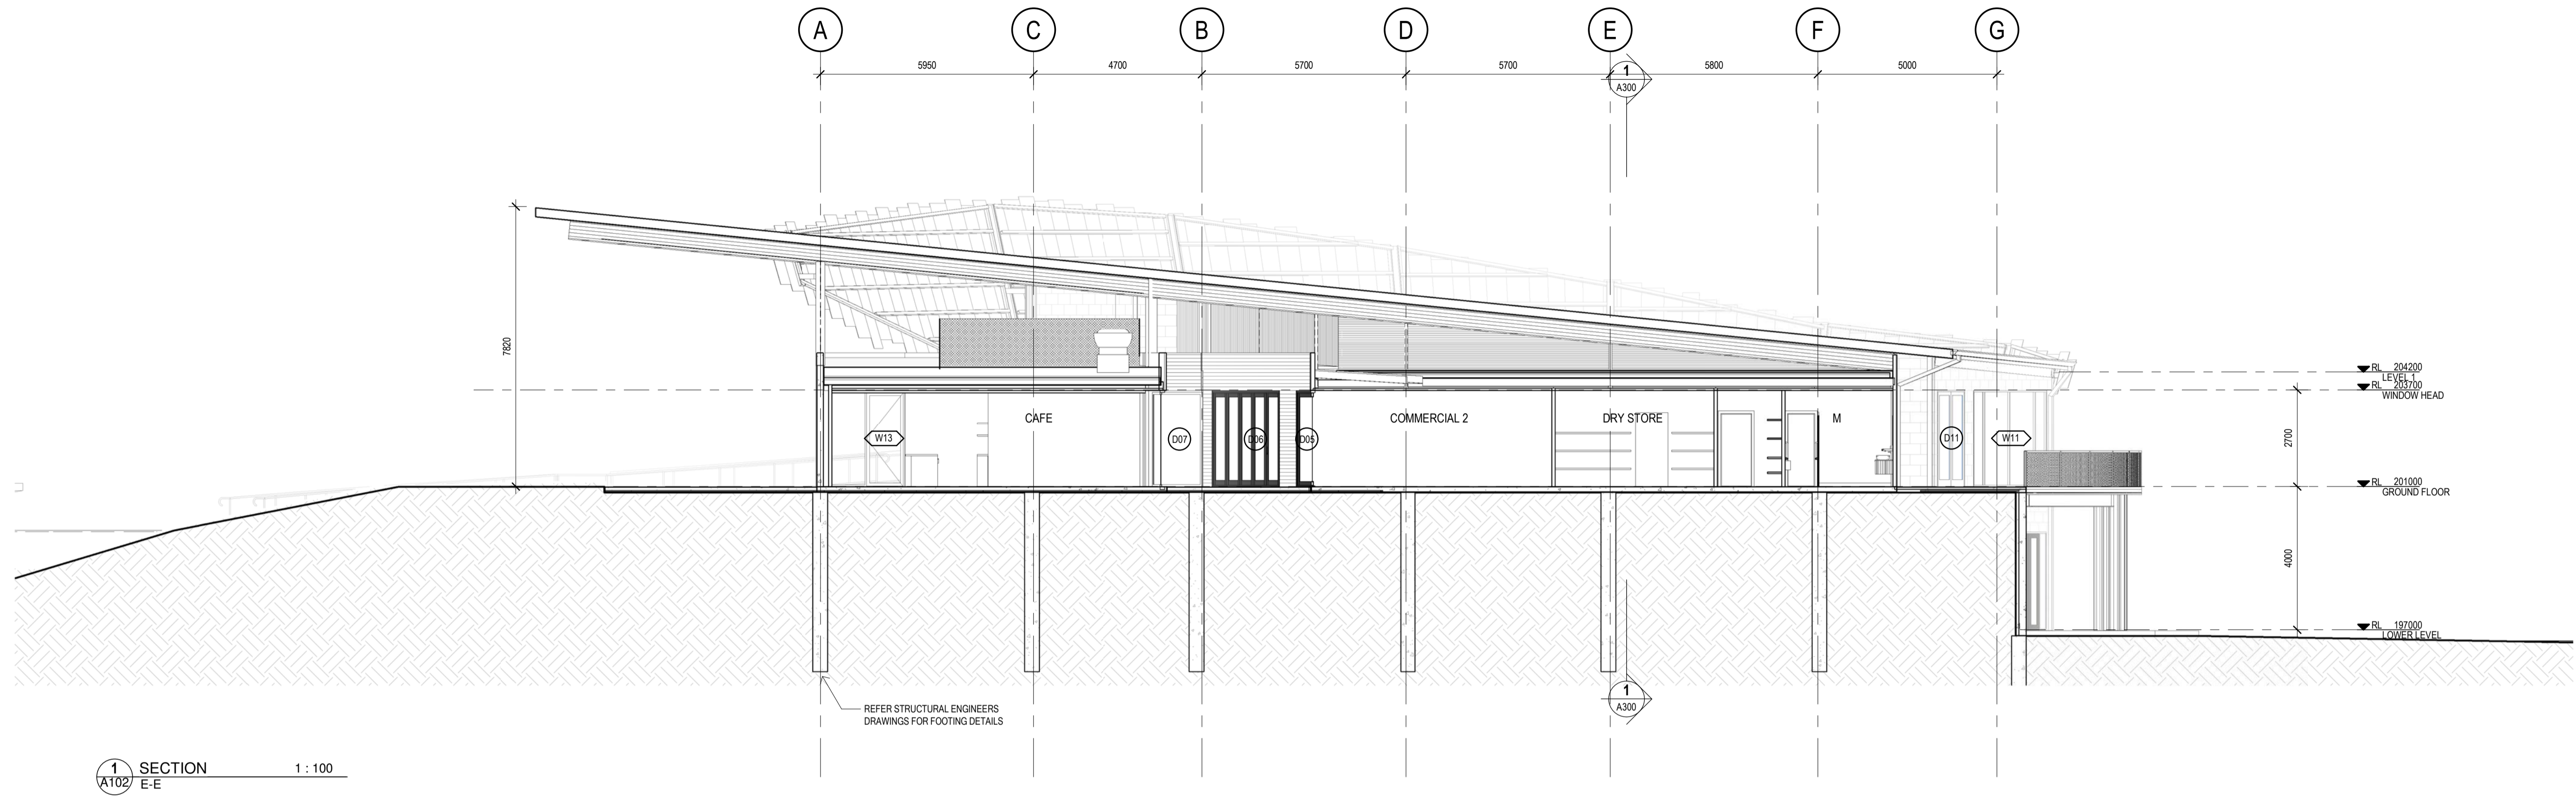 A
C
B
D
E
F
G
5950
4700
5700
5700
5800
5000
1
A300
7820
RL 204200
LEVEL 1
RL 203700
WINDOW HEAD
CAFE
COMMERCIAL 2
DRY STORE
M
W13
D07
D06
D05
D11
W11
2700
RL 201000
GROUND FLOOR
4000
RL 197000
LOWER LEVEL
1
A300
REFER STRUCTURAL ENGINEERS
DRAWINGS FOR FOOTING DETAILS
1 SECTION 1 : 100
A102 E-E